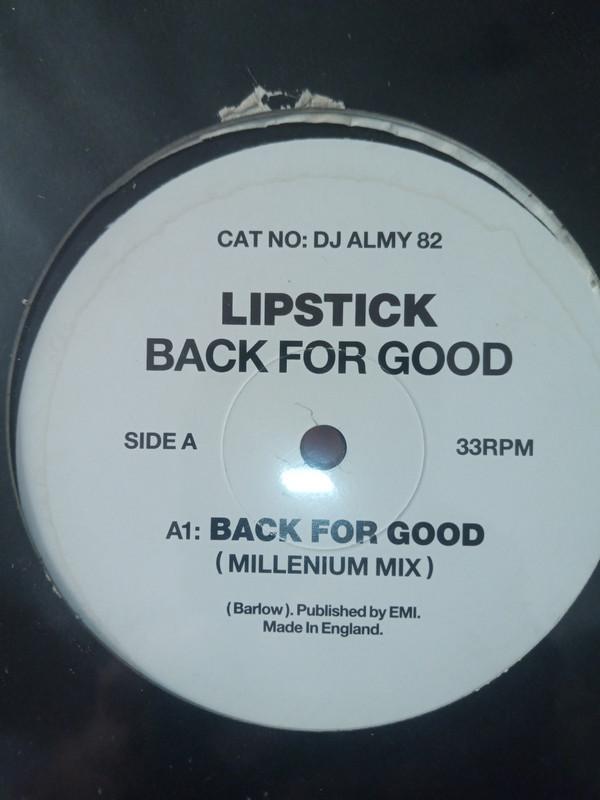 CAT NO: DJ ALMY 82
LIPSTICK
BACK FOR GOOD
SIDE A
33RPM
A1: BACK FOR GOOD
( MILLENIUM MIX )
( Barlow ). Published by EMI.
Made In England.